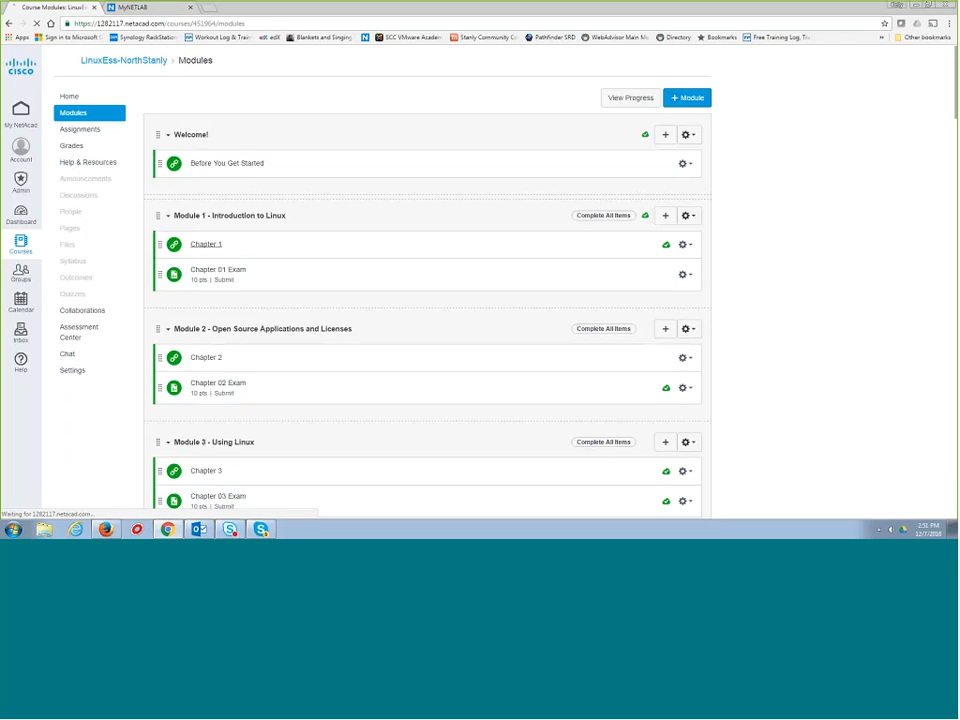 Course Modules: LinuxE
MyNETLAB
https://1282117.netacad.com/courses/451964/modules
Apps
Sign in to Microsoft
Synology RackStation
Workout Log & Train
edX
Blankets and Singing
SCC VMware Academ
Stanly Community Co
Pathfinder SRD
WebAdvisor Main M
Directory
Bookmarks
Free Training Log, Tra
Other bookmarks
CISCO
LinuxEss-NorthStanly › Modules
My NetAcad
Account
Admin
Dashboard
Courses
Groups
Calendar
Inbox
Help
Home
Modules
Assignments
Grades
Help & Resources
Announcements
Discussions
People
Pages
Files
Syllabus
Outcomes
Quizzes
Collaborations
Assessment
Center
Chat
Settings
View Progress
+ Module
Welcome!
Before You Get Started
Module 1 - Introduction to Linux
Complete All Items
Chapter 1
Chapter 01 Exam
10 pts | Submit
Module 2 - Open Source Applications and Licenses
Complete All Items
Chapter 2
Chapter 02 Exam
10 pts | Submit
Module 3 - Using Linux
Complete All Items
Chapter 3
Chapter 03 Exam
10 pts | Submit
Waiting for 1282117.netacad.com...
2:51 PM
12/7/2018